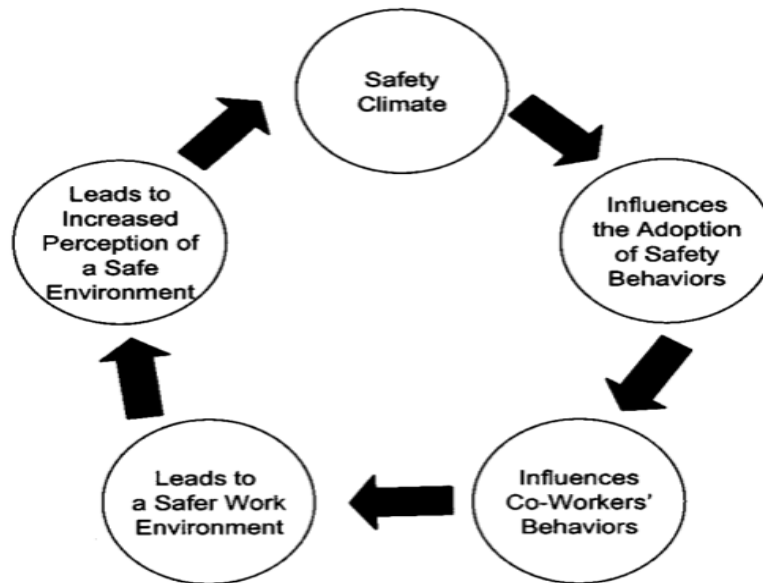 Safety
Climate
Influences
the Adoption
of Safety
Behaviors
Influences
Co-Workers'
Behaviors
Leads to
a Safer Work
Environment
Leads to
Increased
Perception of
a Safe
Environment